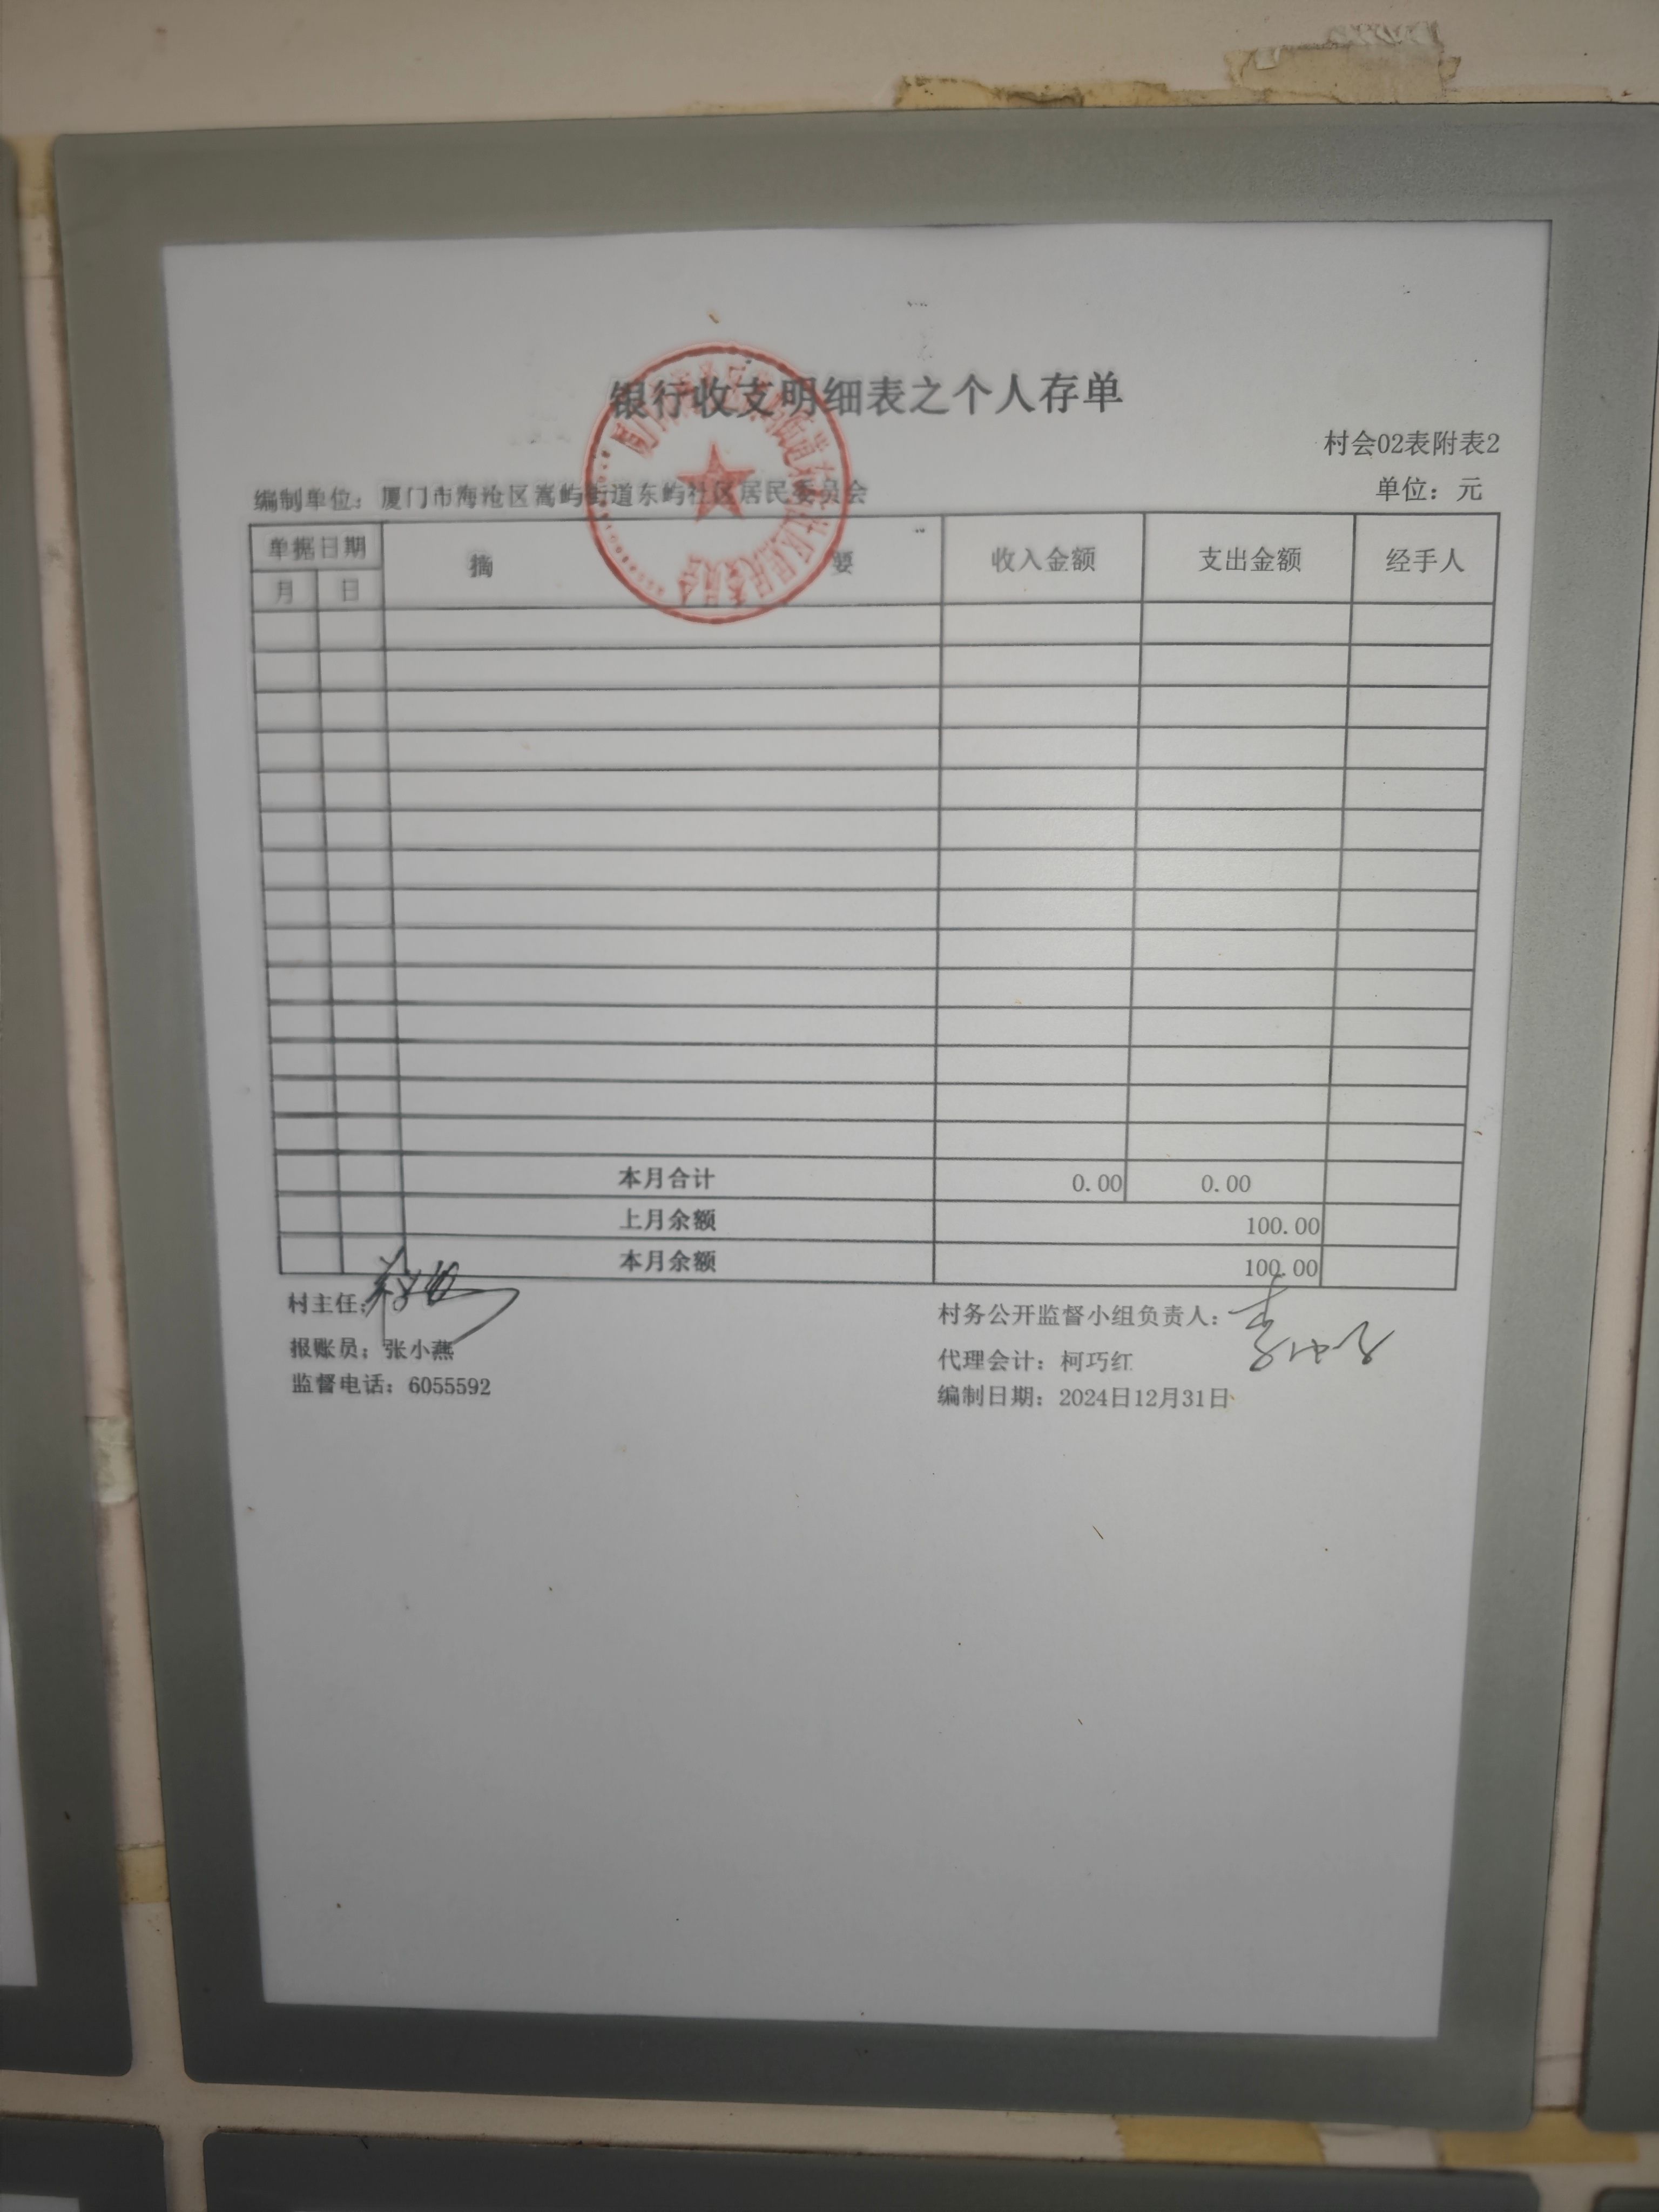 银行收支明细表之个人存单
村会02表附表2
编制单位：厦门市海沧区嵩屿街道东屿社区居民委员会 单位：元
单据日期 摘 要 收入金额 支出金额 经手人
月 日
本月合计 0.00 0.00
上月余额 100.00
本月余额 100.00
村主任： 村务公开监督小组负责人：
报账员：张小燕 代理会计：柯巧红
监督电话：6055592 编制日期：2024日12月31日